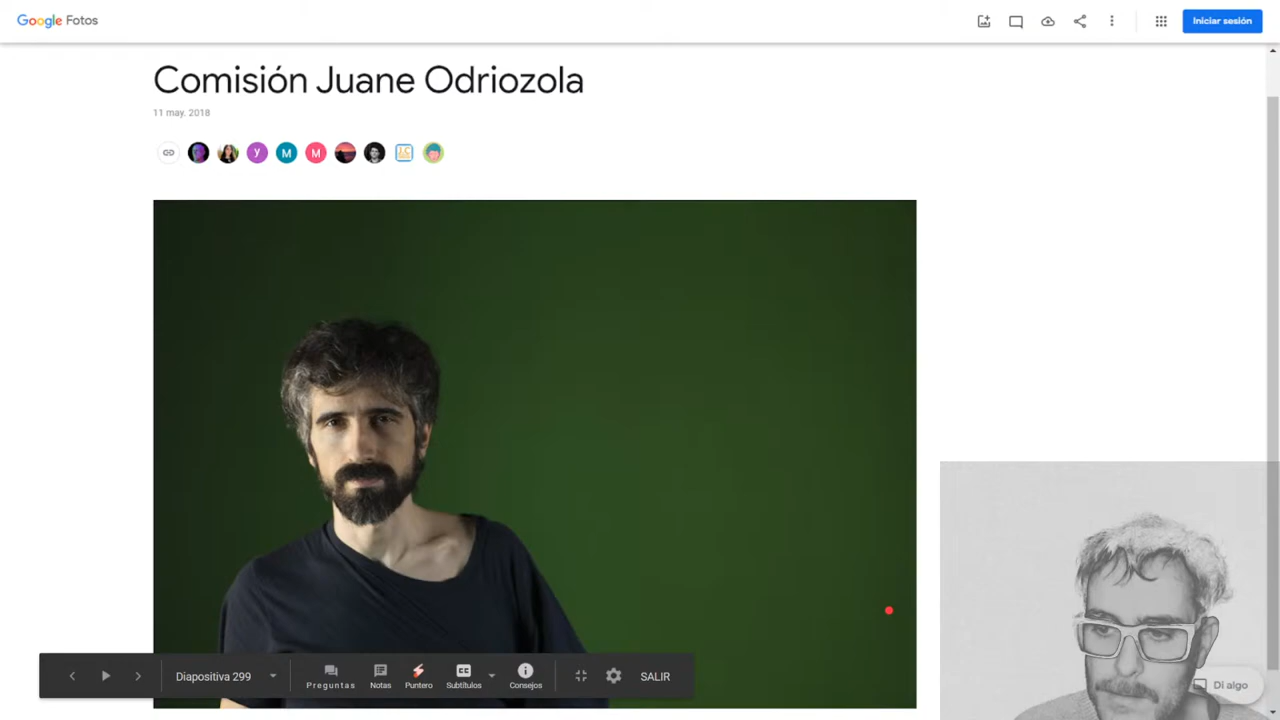 Google Fotos
Iniciar sesión
Comisión Juane Odriozola
11 may. 2018
y
M
M
Diapositiva 299
Preguntas
Notas
Puntero
Subtítulos
Consejos
SALIR
Di algo